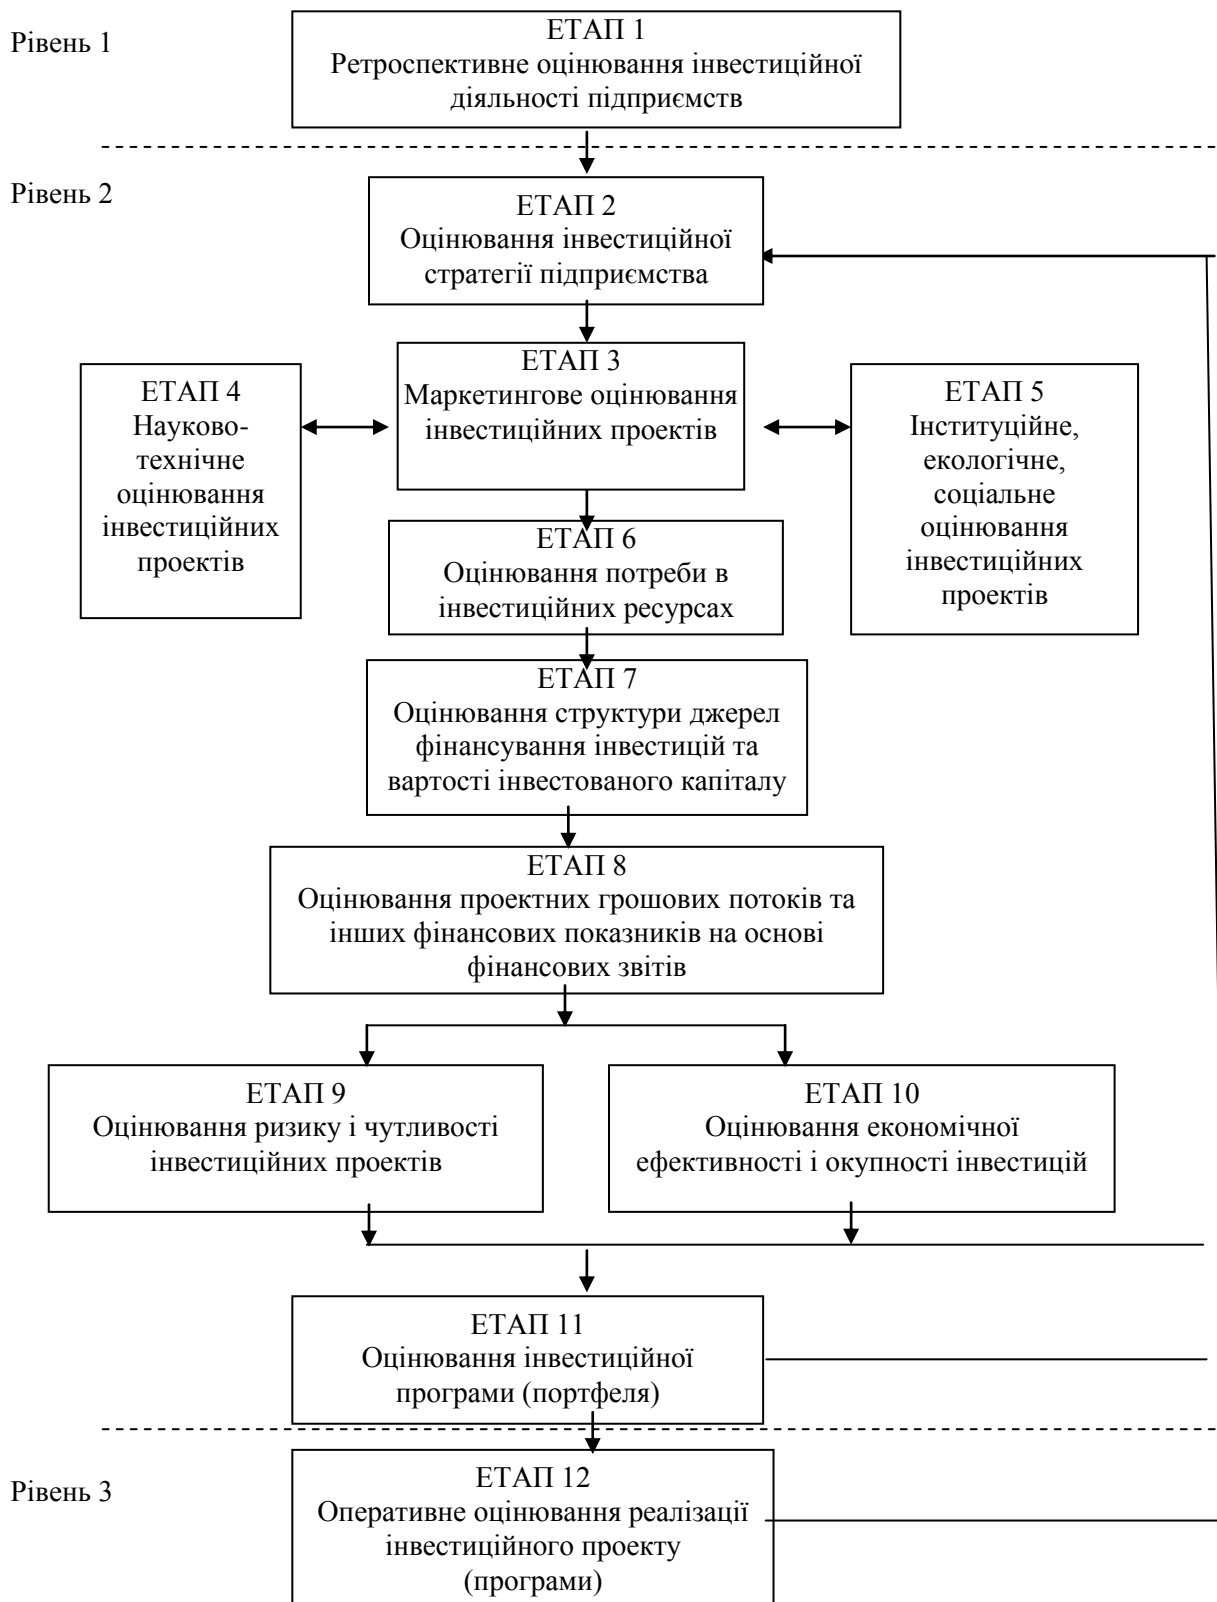 Рівень 1
ЕТАП 1
Ретроспективне оцінювання інвестиційної
діяльності підприємств
Рівень 2
ЕТАП 2
Оцінювання інвестиційної
стратегії підприємства
ЕТАП 3
Маркетингове оцінювання
інвестиційних проектів
ЕТАП 4
Науково-
технічне
оцінювання
інвестиційних
проектів
ЕТАП 5
Інституційне,
екологічне,
соціальне
оцінювання
інвестиційних
проектів
ЕТАП 6
Оцінювання потреби в
інвестиційних ресурсах
ЕТАП 7
Оцінювання структури джерел
фінансування інвестицій та
вартості інвестованого капіталу
ЕТАП 8
Оцінювання проектних грошових потоків та
інших фінансових показників на основі
фінансових звітів
ЕТАП 9
Оцінювання ризику і чутливості
інвестиційних проектів
ЕТАП 10
Оцінювання економічної
ефективності і окупності інвестицій
ЕТАП 11
Оцінювання інвестиційної
програми (портфеля)
Рівень 3
ЕТАП 12
Оперативне оцінювання реалізації
інвестиційного проекту
(програми)